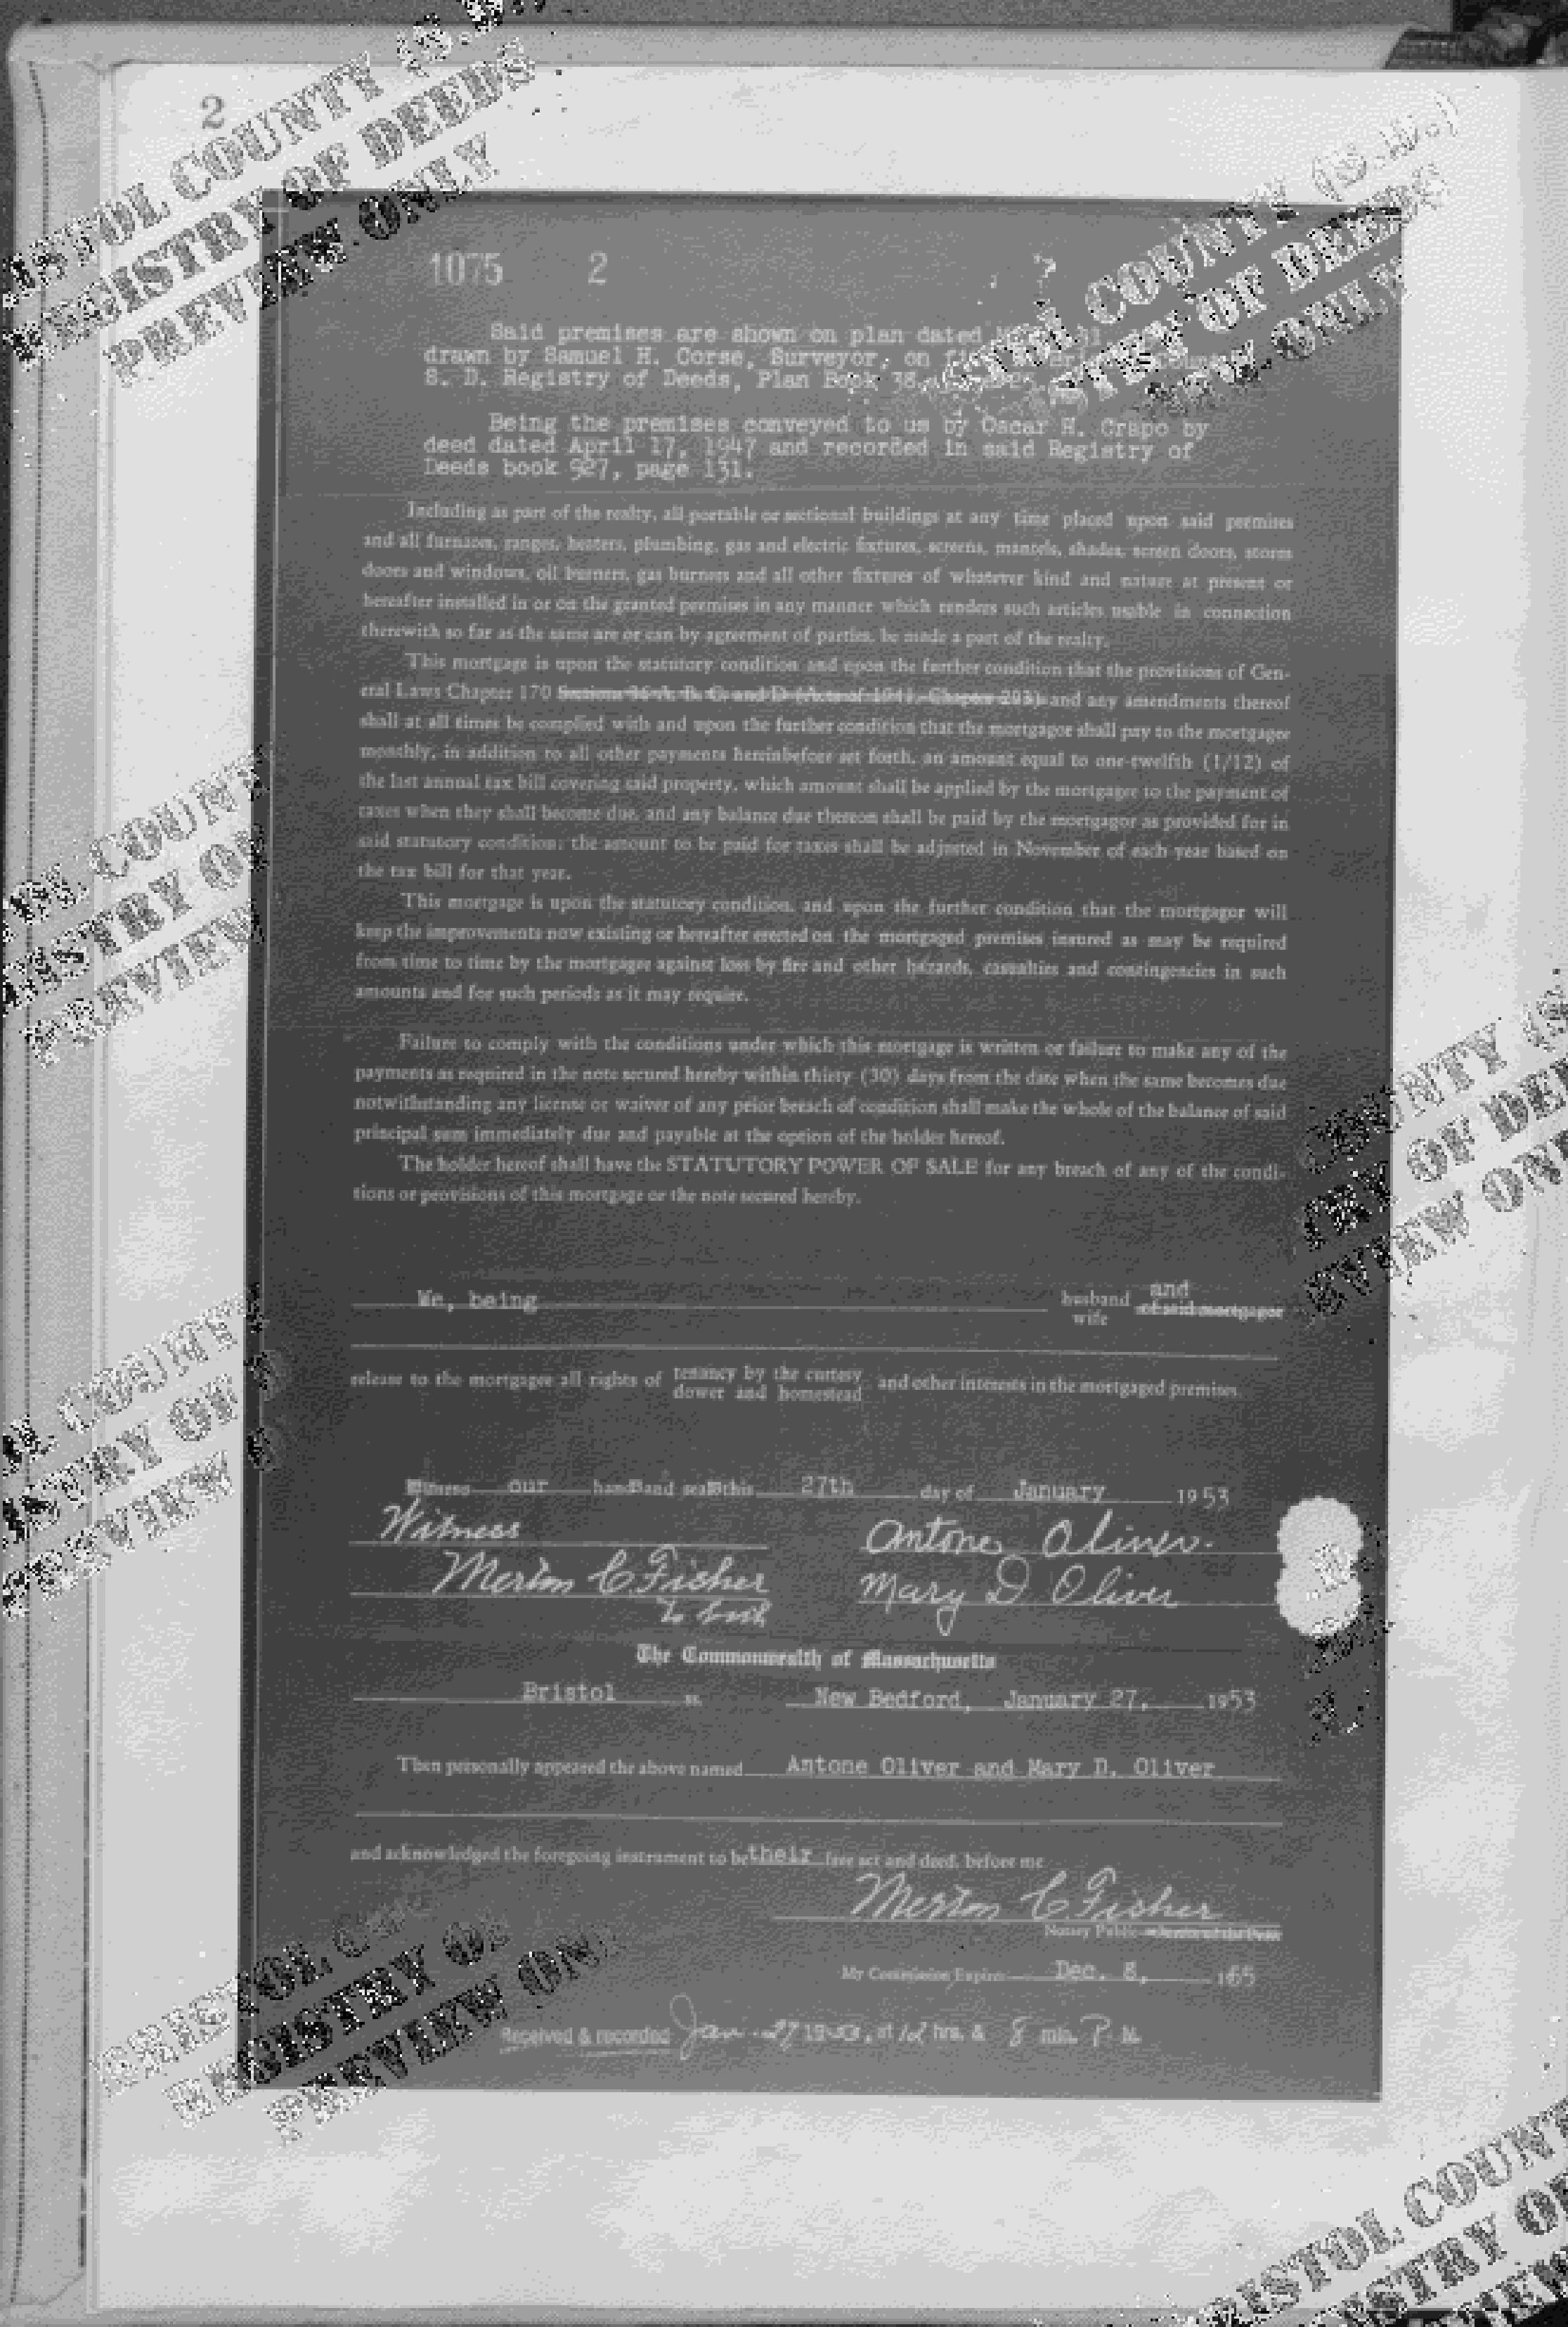 2
1075 2
Said premises are shown on plan dated 31
drawn by Samuel H. Corse, Surveyor, on
S. D. Registry of Deeds, Plan Book 38,
Being the premises conveyed to us by Oscar H. Crapo by
deed dated April 17, 1947 and recorded in said Registry of
Deeds book 927, page 131.
Including as part of the realty, all portable or sectional buildings at any time placed upon said premises
and all furnaces, ranges, heaters, plumbing, gas and electric fixtures, screens, mantels, shades, screen doors, storm
doors and windows, oil burners, gas burners and all other fixtures of whatever kind and nature at present or
hereafter installed in or on the granted premises in any manner which renders such articles usable in connection
therewith so far as the same are or can by agreement of parties, be made a part of the realty.
This mortgage is upon the statutory condition and upon the further condition that the provisions of Gen-
eral Laws Chapter 170 Sections 36 A. B. C. and D (Acts of 1941, Chapter 293) and any amendments thereof
shall at all times be complied with and upon the further condition that the mortgagor shall pay to the mortgagee
monthly, in addition to all other payments hereinbefore set forth, an amount equal to one-twelfth (1/12) of
the last annual tax bill covering said property, which amount shall be applied by the mortgagee to the payment of
taxes when they shall become due, and any balance due thereon shall be paid by the mortgagor as provided for in
said statutory condition; the amount to be paid for taxes shall be adjusted in November of each year based on
the tax bill for that year.
This mortgage is upon the statutory condition, and upon the further condition that the mortgagor will
keep the improvements now existing or hereafter erected on the mortgaged premises insured as may be required
from time to time by the mortgagee against loss by fire and other hazards, casualties and contingencies in such
amounts and for such periods as it may require.
Failure to comply with the conditions under which this mortgage is written or failure to make any of the
payments as required in the note secured hereby within thirty (30) days from the date when the same becomes due
notwithstanding any license or waiver of any prior breach of condition shall make the whole of the balance of said
principal sum immediately due and payable at the option of the holder hereof.
The holder hereof shall have the STATUTORY POWER OF SALE for any breach of any of the condi-
tions or provisions of this mortgage or the note secured hereby.
We, being husband and
wife of said mortgagor
release to the mortgagee all rights of tenancy by the curtesy and other interests in the mortgaged premises.
dower and homestead
Witness our hands and seals this 27th day of January 1953
Witness Antone Oliver.
Merton C Fisher Mary D Oliver
to both
The Commonwealth of Massachusetts
Bristol ss. New Bedford, January 27, 1953
Then personally appeared the above named Antone Oliver and Mary D. Oliver
and acknowledged the foregoing instrument to be their free act and deed, before me
Merton C Fisher
Notary Public
My Commission Expires Dec. 8, 165
Received & recorded Jan. 27 1953, at 12 hrs. & 8 min. P. M.
BRISTOL COUNTY (S.D.)
REGISTRY OF DEEDS
PREVIEW ONLY